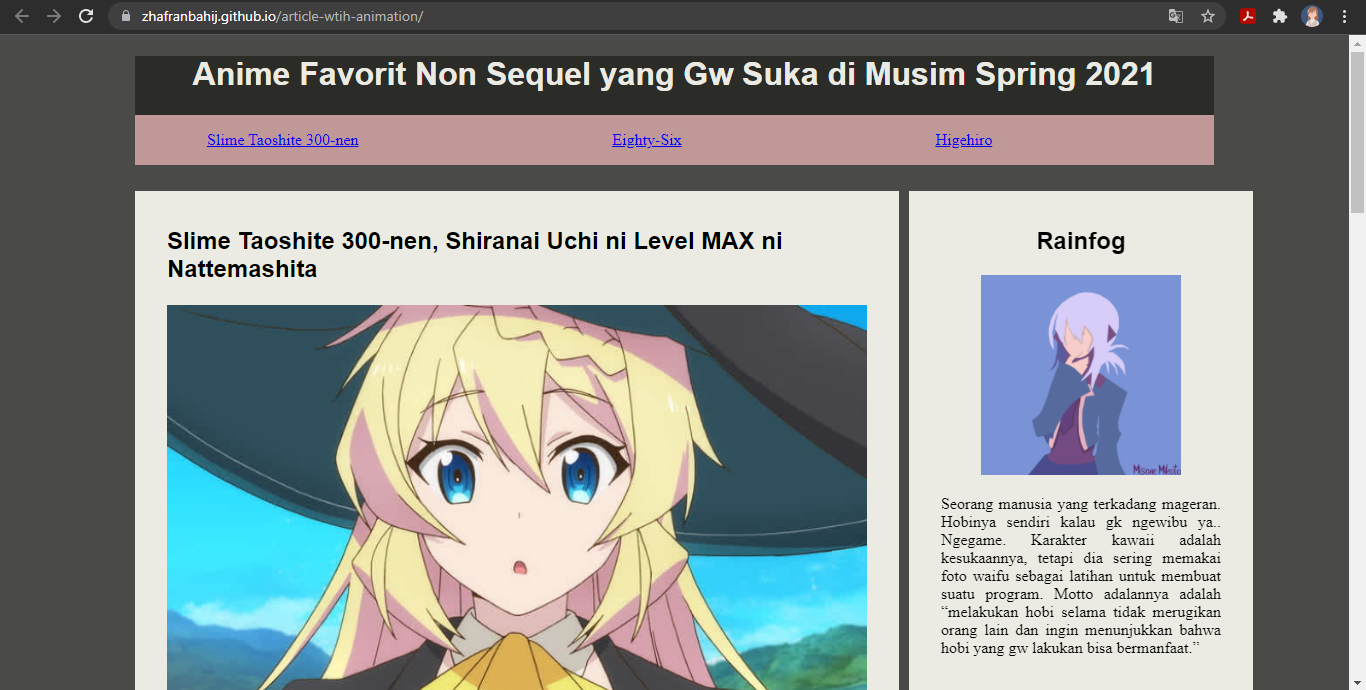 zhafranbahij.github.io/article-wtih-animation/
Anime Favorit Non Sequel yang Gw Suka di Musim Spring 2021
Slime Taoshite 300-nen
Eighty-Six
Higehiro
Slime Taoshite 300-nen, Shiranai Uchi ni Level MAX ni
Nattemashita
Rainfog
Seorang manusia yang terkadang mageran.
Hobinya sendiri kalau gk ngewibu ya..
Ngegame. Karakter kawaii adalah
kesukaannya, tetapi dia sering memakai
foto waifu sebagai latihan untuk membuat
suatu program. Motto adalannya adalah
“melakukan hobi selama tidak merugikan
orang lain dan ingin menunjukkan bahwa
hobi yang gw lakukan bisa bermanfaat.”